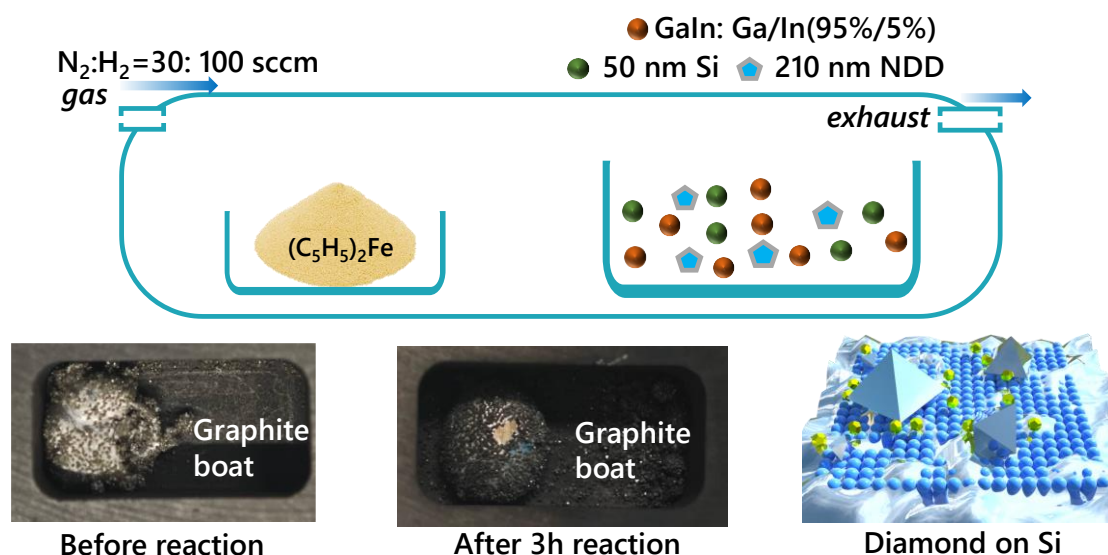 GaIn: Ga/In(95%/5%)
N₂:H₂=30: 100 sccm
50 nm Si 210 nm NDD
gas
exhaust
(C₅H₅)₂Fe
Graphite
boat
Graphite
boat
Before reaction
After 3h reaction
Diamond on Si